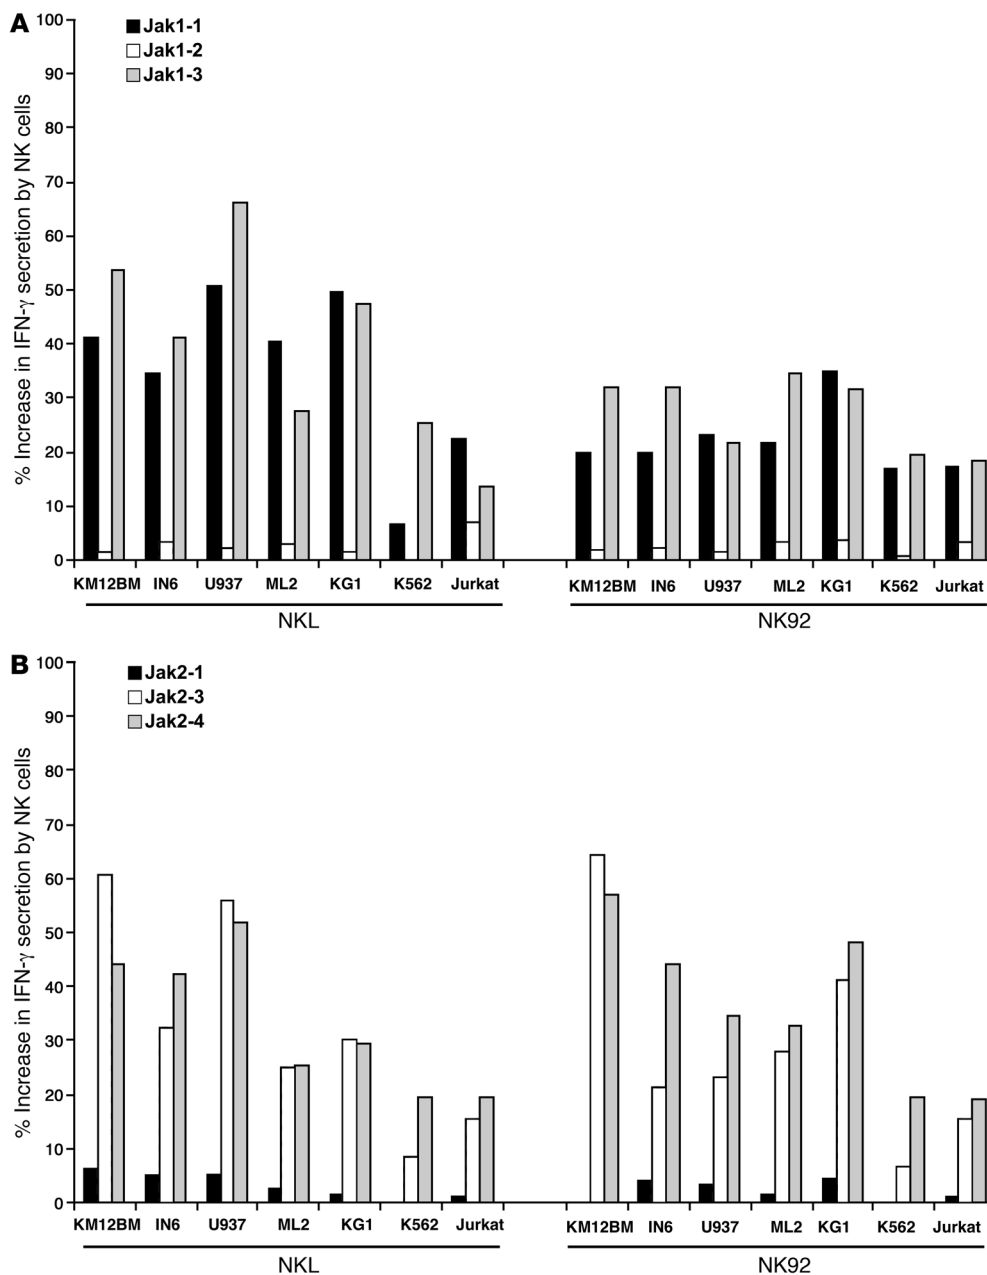 A
% Increase in IFN-γ secretion by NK cells
100
90
80
70
60
50
40
30
20
10
0
Jak1-1
Jak1-2
Jak1-3
KM12BM IN6 U937 ML2 KG1 K562 Jurkat KM12BM IN6 U937 ML2 KG1 K562 Jurkat
NKL NK92
B
% Increase in IFN-γ secretion by NK cells
100
90
80
70
60
50
40
30
20
10
0
Jak2-1
Jak2-3
Jak2-4
KM12BM IN6 U937 ML2 KG1 K562 Jurkat KM12BM IN6 U937 ML2 KG1 K562 Jurkat
NKL NK92